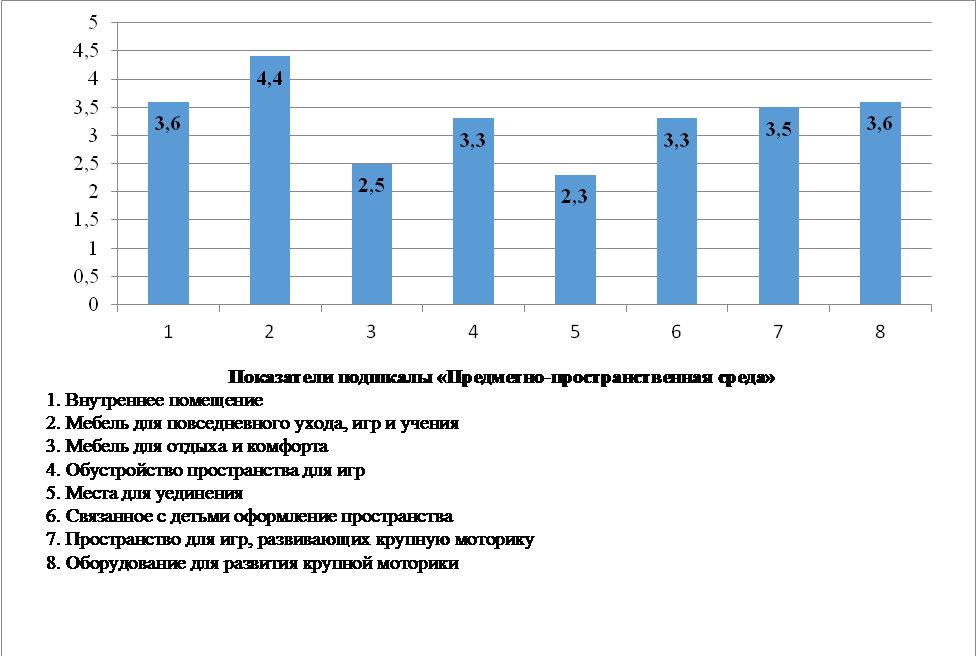 5
4,5
4
3,5
3
2,5
2
1,5
1
0,5
0
3,6
4,4
2,5
3,3
2,3
3,3
3,5
3,6
1 2 3 4 5 6 7 8
Показатели подшкалы «Предметно-пространственная среда»
1. Внутреннее помещение
2. Мебель для повседневного ухода, игр и учения
3. Мебель для отдыха и комфорта
4. Обустройство пространства для игр
5. Места для уединения
6. Связанное с детьми оформление пространства
7. Пространство для игр, развивающих крупную моторику
8. Оборудование для развития крупной моторики